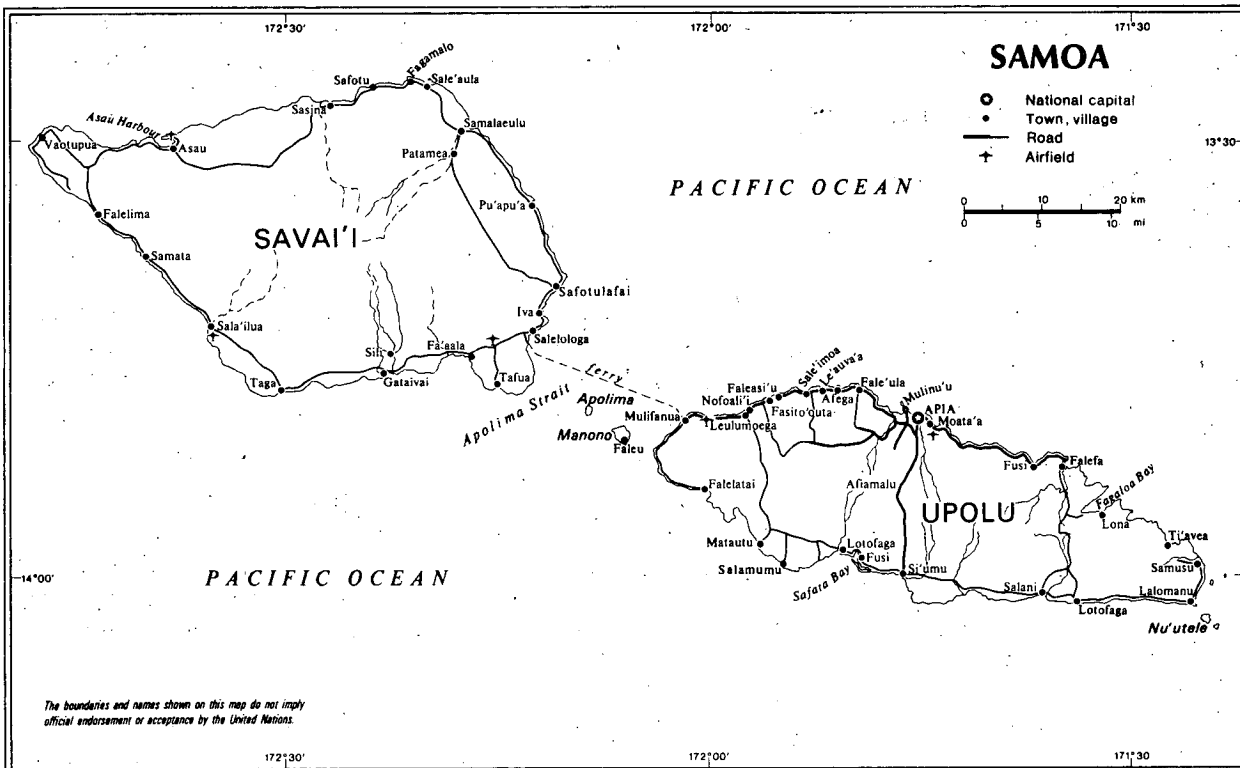 172°30'
172°00'
171°30'
SAMOA
National capital
Town, village
Road
Airfield
0 10 20 km
0 5 10 mi
13°30'
PACIFIC OCEAN
Fagamalo
Safotu
Sale'aula
Sasina
Asau Harbour
Samalaeulu
Vaotupua
Asau
Patamea
Pu'apu'a
Falelima
SAVAI'I
Samata
Safotulafai
Iva
Sala'ilua
Salelologa
Sili
Fa'aala
Taga
Gataivai
Tafua
ferry
Apolima Strait
Apolima
Manono
Faleu
Sale'imoa
Le'auva'a
Faleasi'u
Fale'ula
Nofoali'i
Afega
Mulinu'u
Mulifanua
Fasito'outa
APIA
Leulumoega
Moata'a
Fusi
Falefa
Falelatai
Afiamalu
Fagaloa Bay
UPOLU
Lona
Matautu
Lotofaga
Ti'avea
Fusi
Samusu
Salamumu
Safata Bay
Si'umu
Salani
Lalomanu
Lotofaga
Nu'utele
14°00'
PACIFIC OCEAN
The boundaries and names shown on this map do not imply
official endorsement or acceptance by the United Nations.
172°30'
172°00'
171°30'